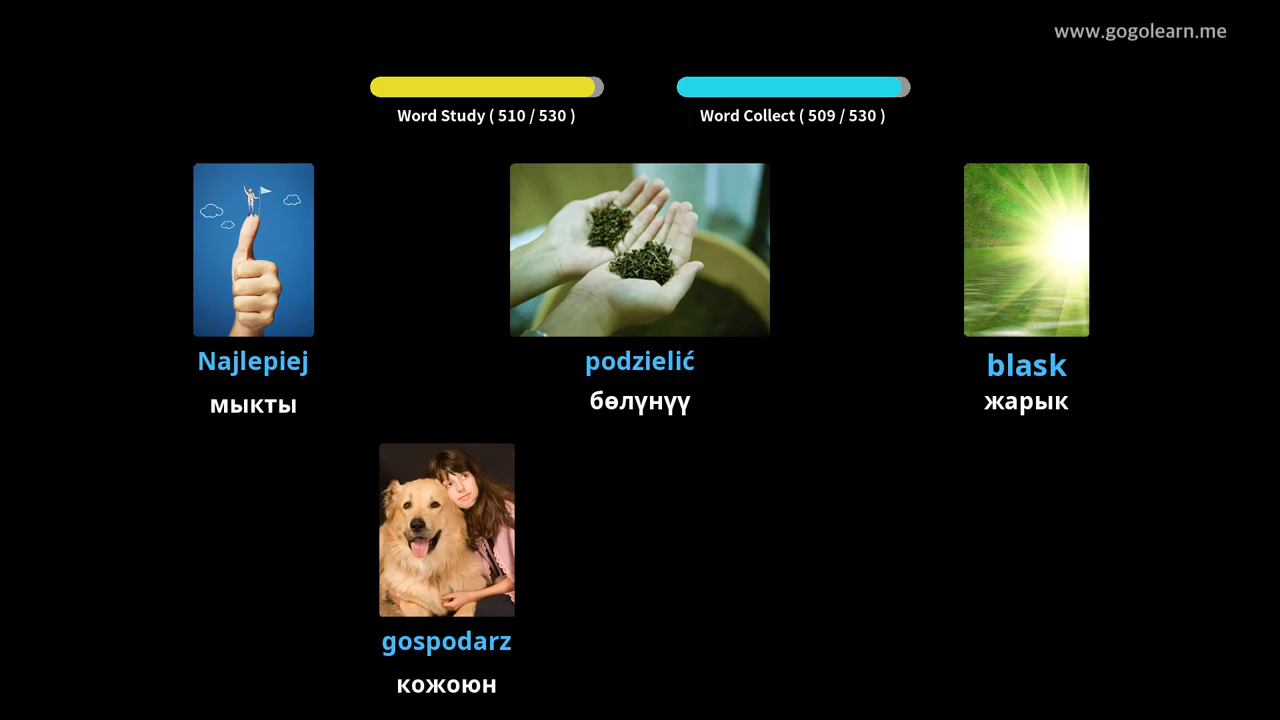 www.gogolearn.me
Word Study ( 510 / 530 )
Word Collect ( 509 / 530 )
Najlepiej
podzielić
blask
мыкты
бөлүнүү
жарык
gospodarz
кожоюн